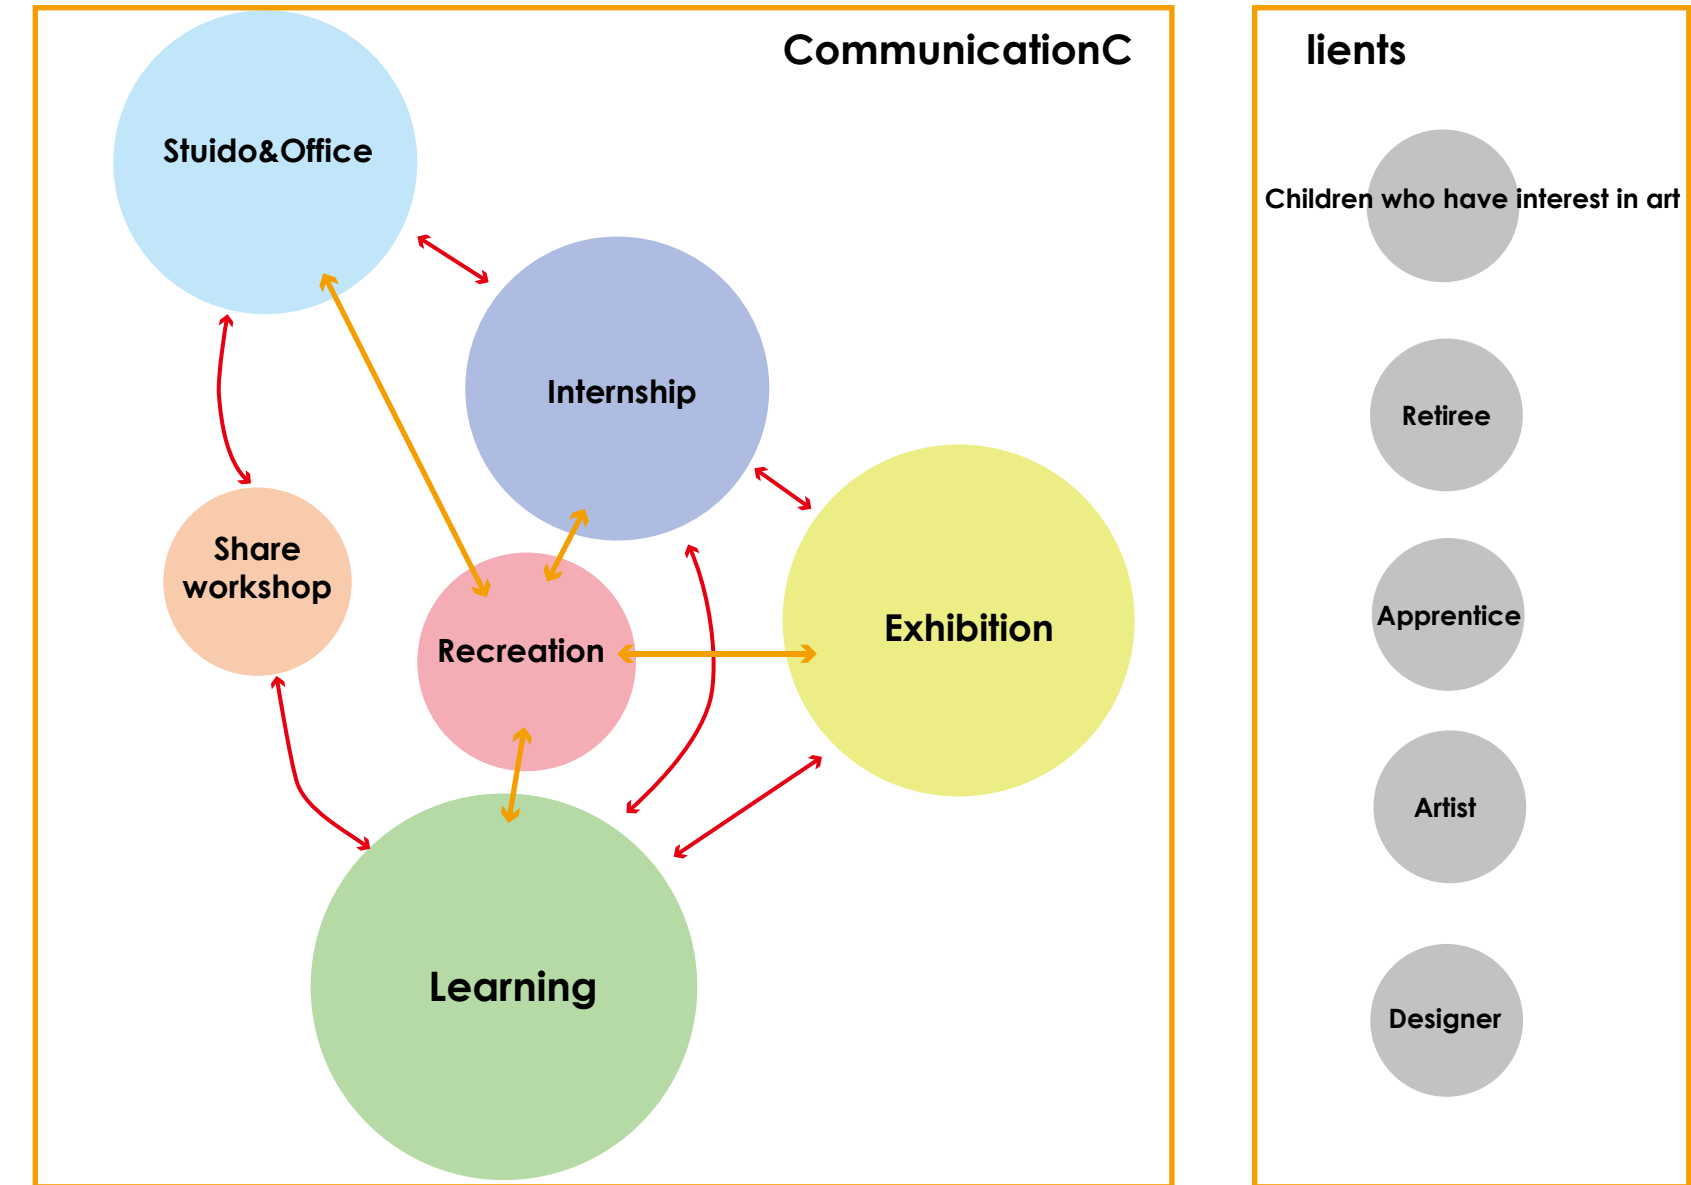 CommunicationC
Stuido&Office
Internship
Share
workshop
Recreation
Exhibition
Learning
lients
Children who have interest in art
Retiree
Apprentice
Artist
Designer